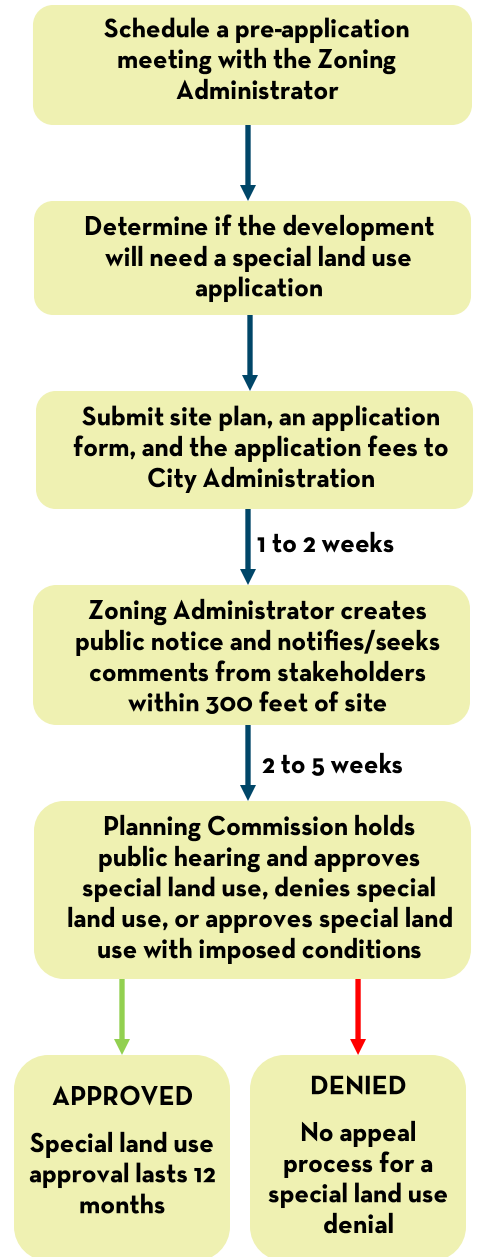 Schedule a pre-application
meeting with the Zoning
Administrator
Determine if the development
will need a special land use
application
Submit site plan, an application
form, and the application fees to
City Administration
1 to 2 weeks
Zoning Administrator creates
public notice and notifies/seeks
comments from stakeholders
within 300 feet of site
2 to 5 weeks
Planning Commission holds
public hearing and approves
special land use, denies special
land use, or approves special land
use with imposed conditions
APPROVED
Special land use
approval lasts 12
months
DENIED
No appeal
process for a
special land use
denial